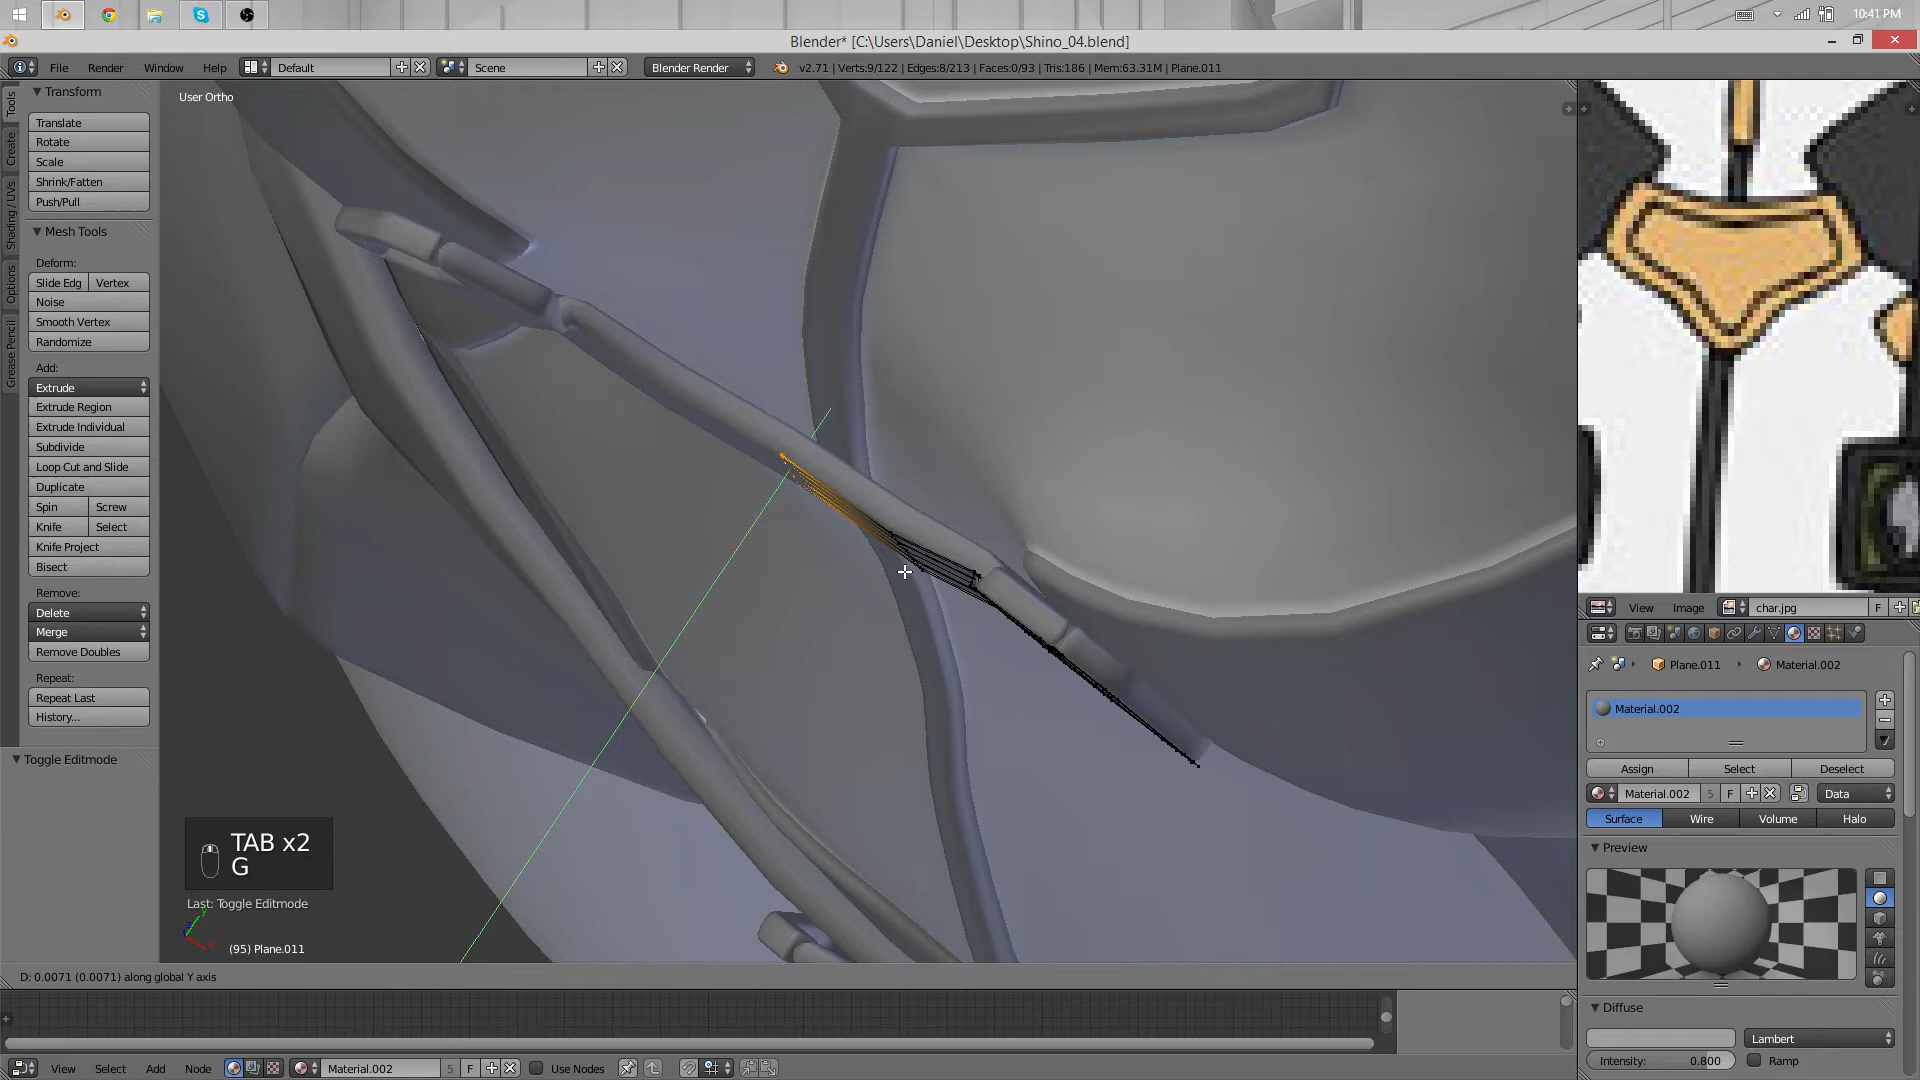 10:41 PM
Blender* [C:\Users\Daniel\Desktop\Shino_04.blend]
File Render Window Help Default Scene Blender Render v2.71 | Verts:9/122 | Edges:8/213 | Faces:0/93 | Tris:186 | Mem:63.31M | Plane.011
Tools
Create
Shading / UVs
Options
Grease Pencil
Transform
Translate
Rotate
Scale
Shrink/Fatten
Push/Pull
Mesh Tools
Deform:
Slide Edg Vertex
Noise
Smooth Vertex
Randomize
Add:
Extrude
Extrude Region
Extrude Individual
Subdivide
Loop Cut and Slide
Duplicate
Spin Screw
Knife Select
Knife Project
Bisect
Remove:
Delete
Merge
Remove Doubles
Repeat:
Repeat Last
History...
Toggle Editmode
User Ortho
TAB x2
G
Last: Toggle Editmode
(95) Plane.011
D: 0.0071 (0.0071) along global Y axis
View Select Add Node Material.002 5 F Use Nodes
View Image char.jpg F
Plane.011 Material.002
Material.002
Assign Select Deselect
Material.002 5 F Data
Surface Wire Volume Halo
Preview
Diffuse
Lambert
Intensity: 0.800 Ramp